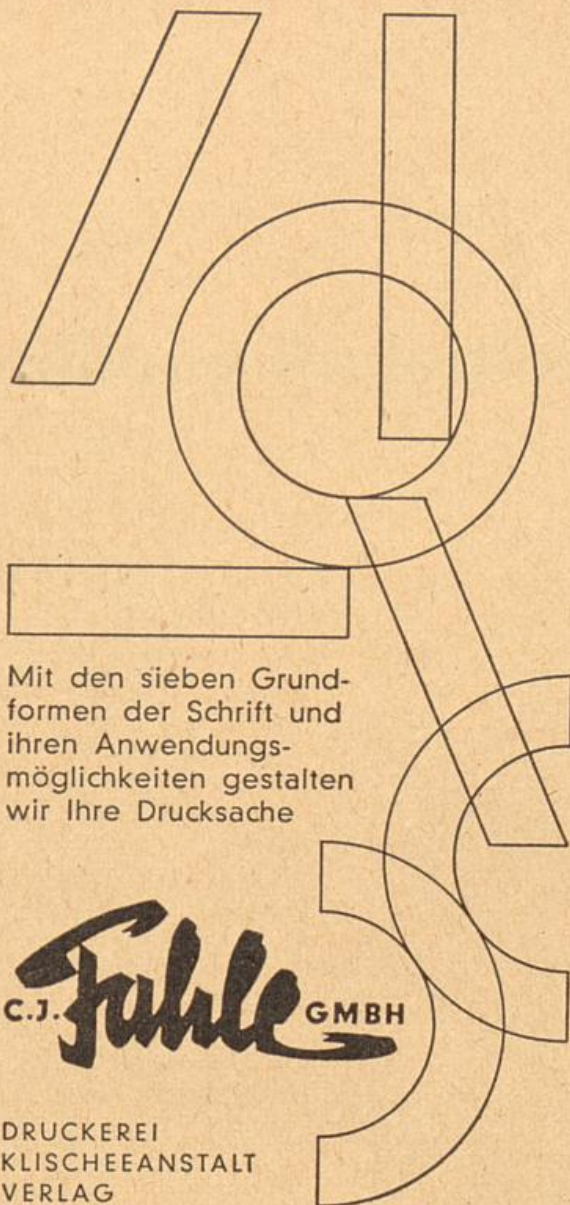 Mit den sieben Grund-
formen der Schrift und
ihren Anwendungs-
möglichkeiten gestalten
wir Ihre Drucksache
C.J. Fahle GMBH
DRUCKEREI
KLISCHEEANSTALT
VERLAG